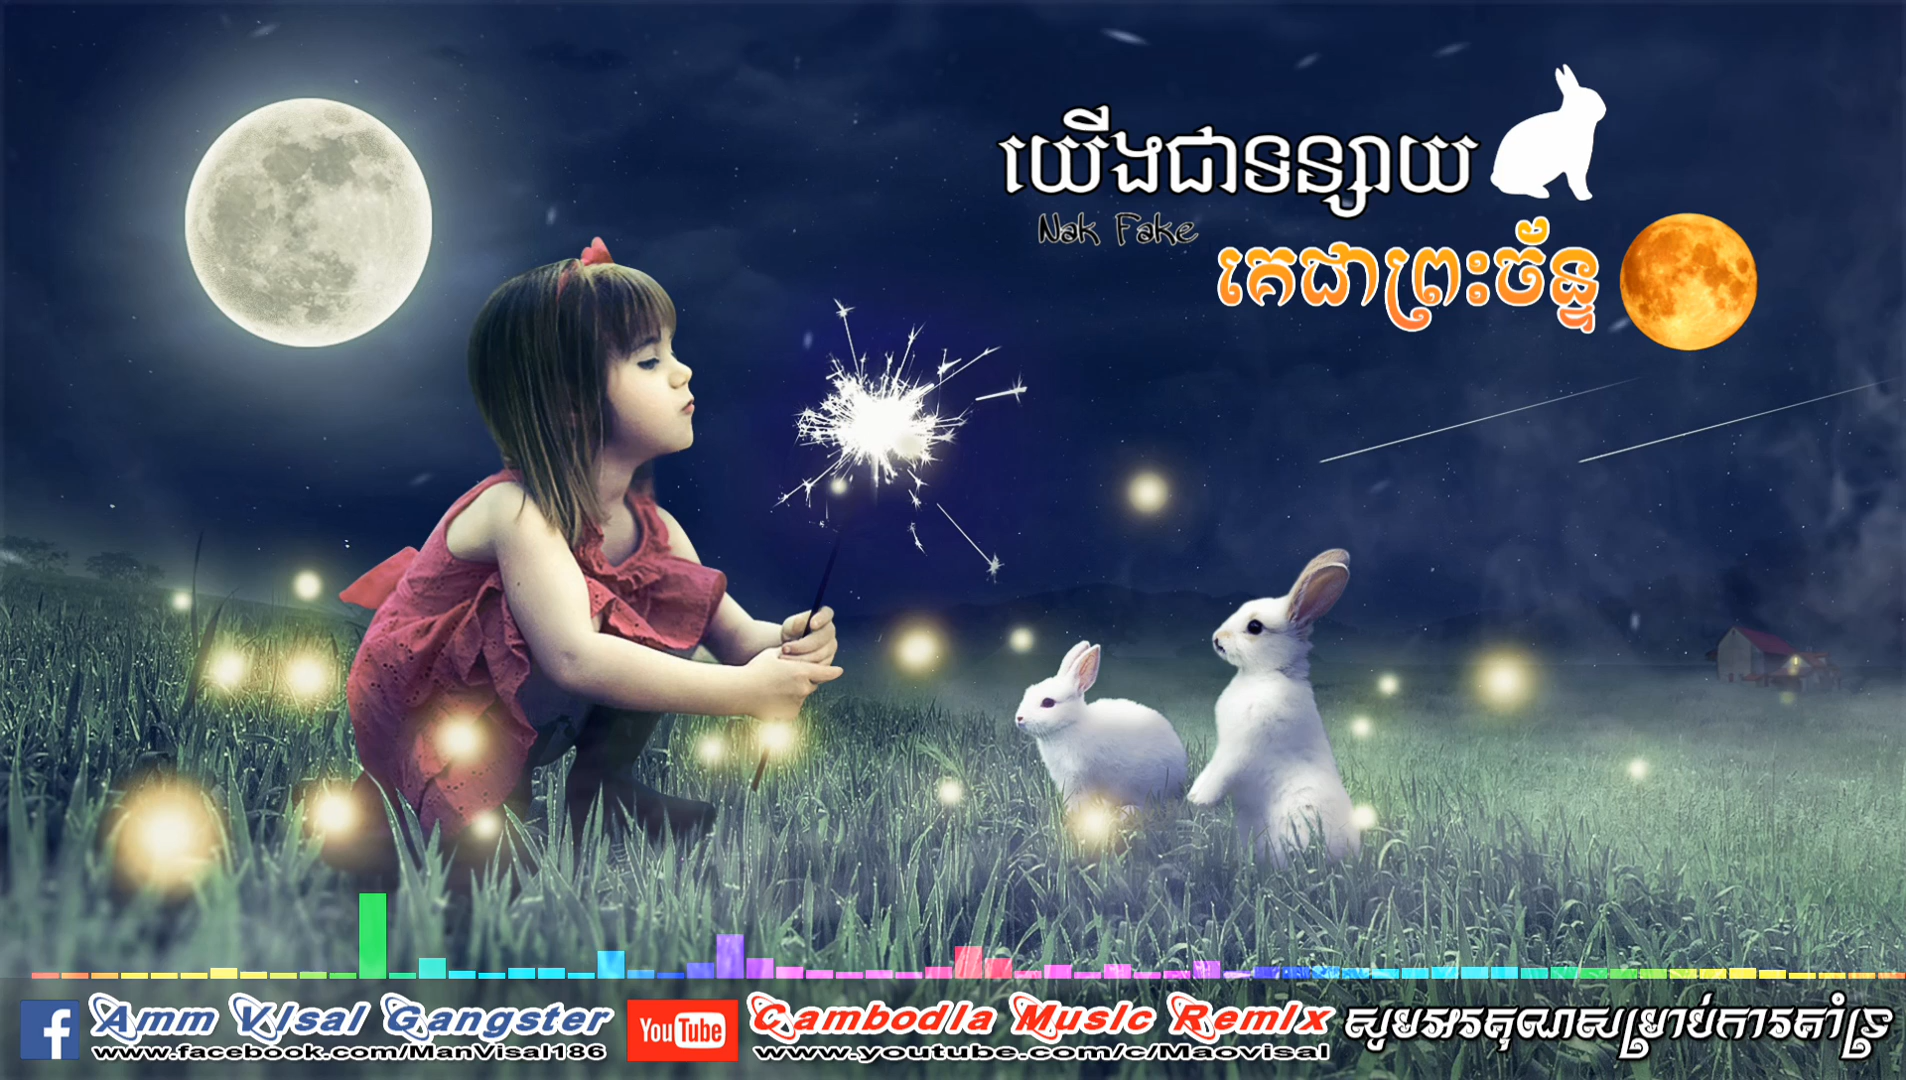 យើងជាទន្សាយ
Nak Fake
គេជាព្រះច័ន្ទ
f Amm Visal Gangster
www.facebook.com/ManVisal186
YouTube
Cambodia Music Remix
www.youtube.com/c/Maovisal
សូមអរគុណសម្រាប់ការគាំទ្រ